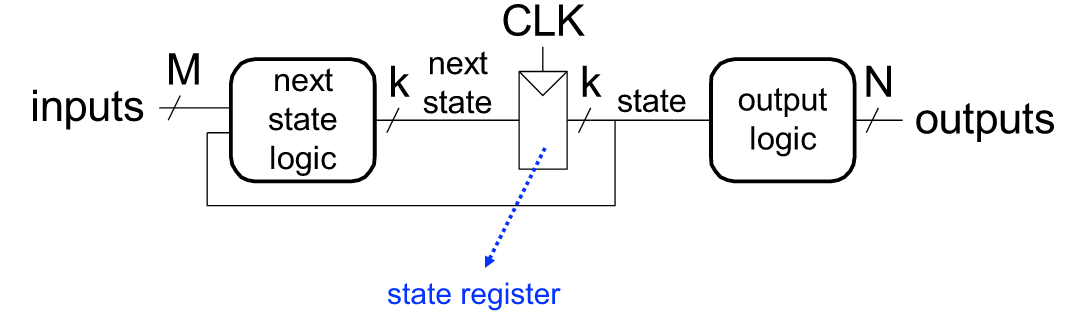 CLK
inputs
M
next
state
logic
k
next
state
k
state
output
logic
N
outputs
state register